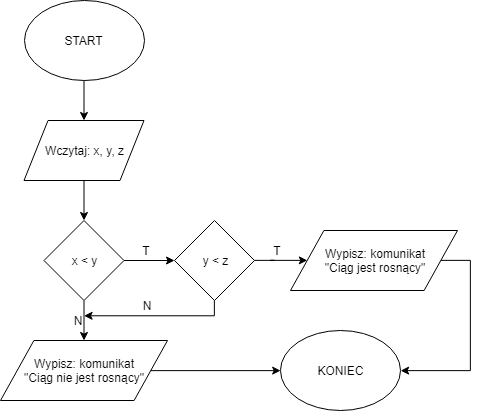 START
Wczytaj: x, y, z
x < y
T
y < z
T
Wypisz: komunikat
"Ciąg jest rosnący"
N
N
Wypisz: komunikat
"Ciąg nie jest rosnący"
KONIEC